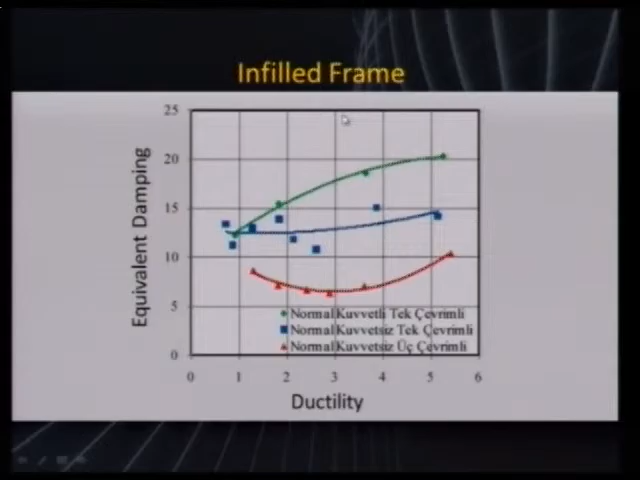 Infilled Frame
25
20
15
10
5
0
Equivalent Damping
Normal Kuvvetli Tek Çevrimli
Normal Kuvvetsiz Tek Çevrimli
Normal Kuvvetsiz Üç Çevrimli
0 1 2 3 4 5 6
Ductility